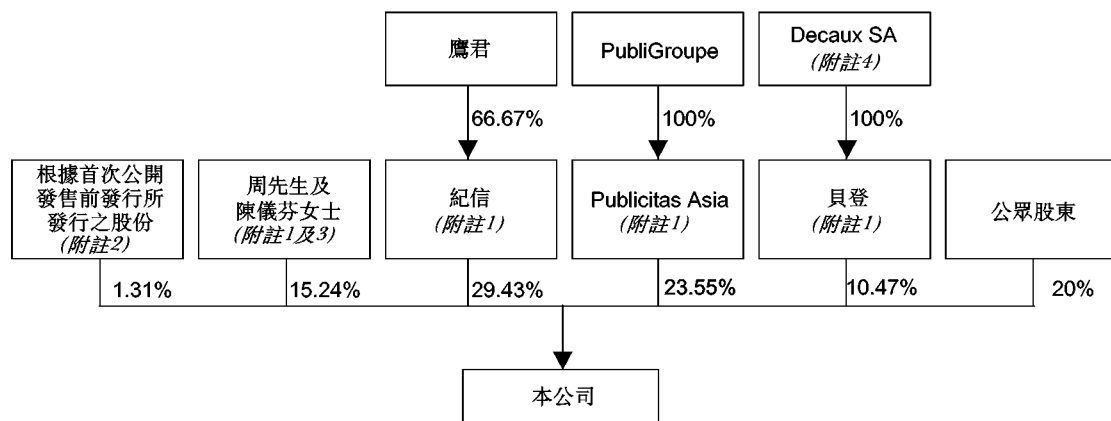 鷹君
PubliGroupe
Decaux SA
(附註4)
66.67%
100%
100%
根據首次公開
發售前發行所
發行之股份
(附註2)
周先生及
陳儀芬女士
(附註1及3)
紀信
(附註1)
Publicitas Asia
(附註1)
貝登
(附註1)
公眾股東
1.31%
15.24%
29.43%
23.55%
10.47%
20%
本公司